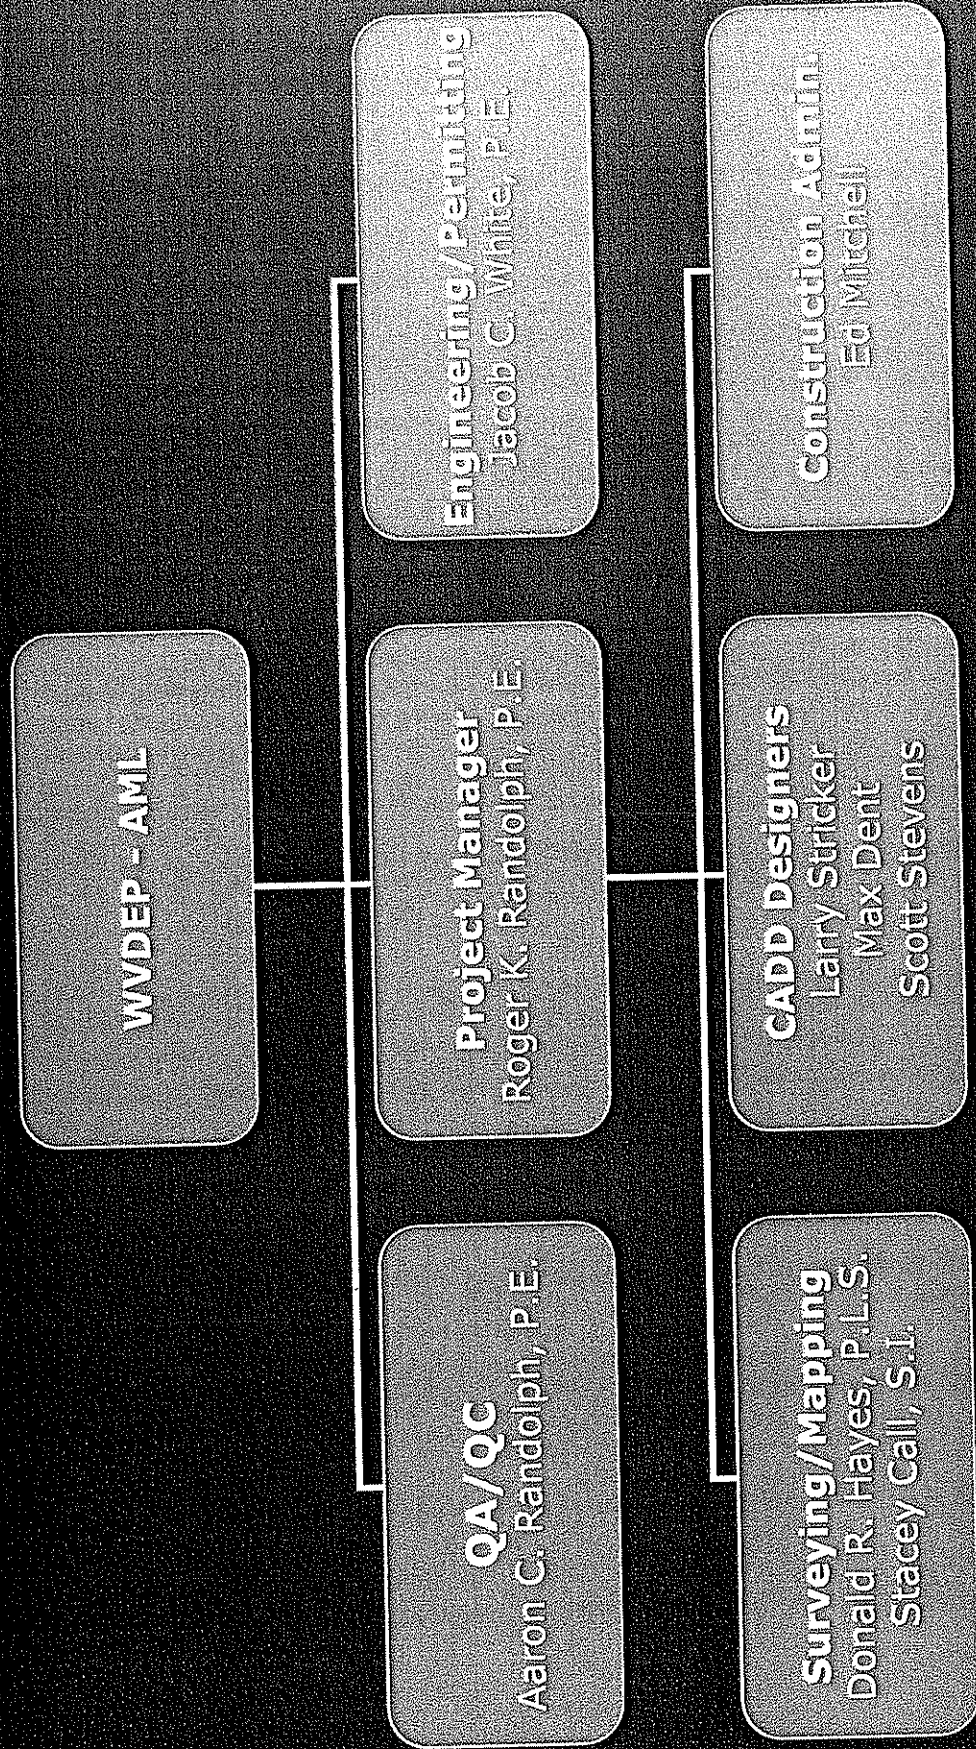 WVDEP - AML
QA/QC
Aaron C. Randolph, P.E.
Project Manager
Roger K. Randolph, P.E.
Engineering/Permitting
Jacob C. White, P.E.
Surveying/Mapping
Donald R. Hayes, P.L.S.
Stacey Call, S.I.
CADD Designers
Larry Stricker
Max Dent
Scott Stevens
Construction Admin.
Ed Mitchell